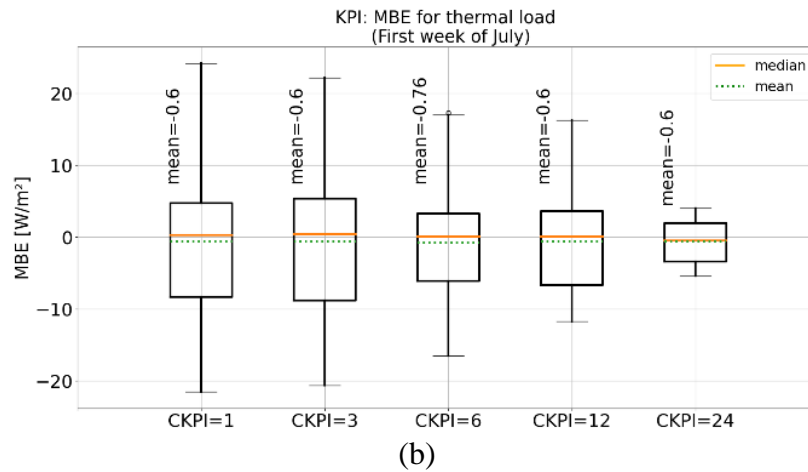 KPI: MBE for thermal load
(First week of July)
median
mean
MBE [W/m²]
20
10
0
−10
−20
mean=-0.6
mean=-0.6
mean=-0.76
mean=-0.6
mean=-0.6
CKPI=1
CKPI=3
CKPI=6
CKPI=12
CKPI=24
(b)